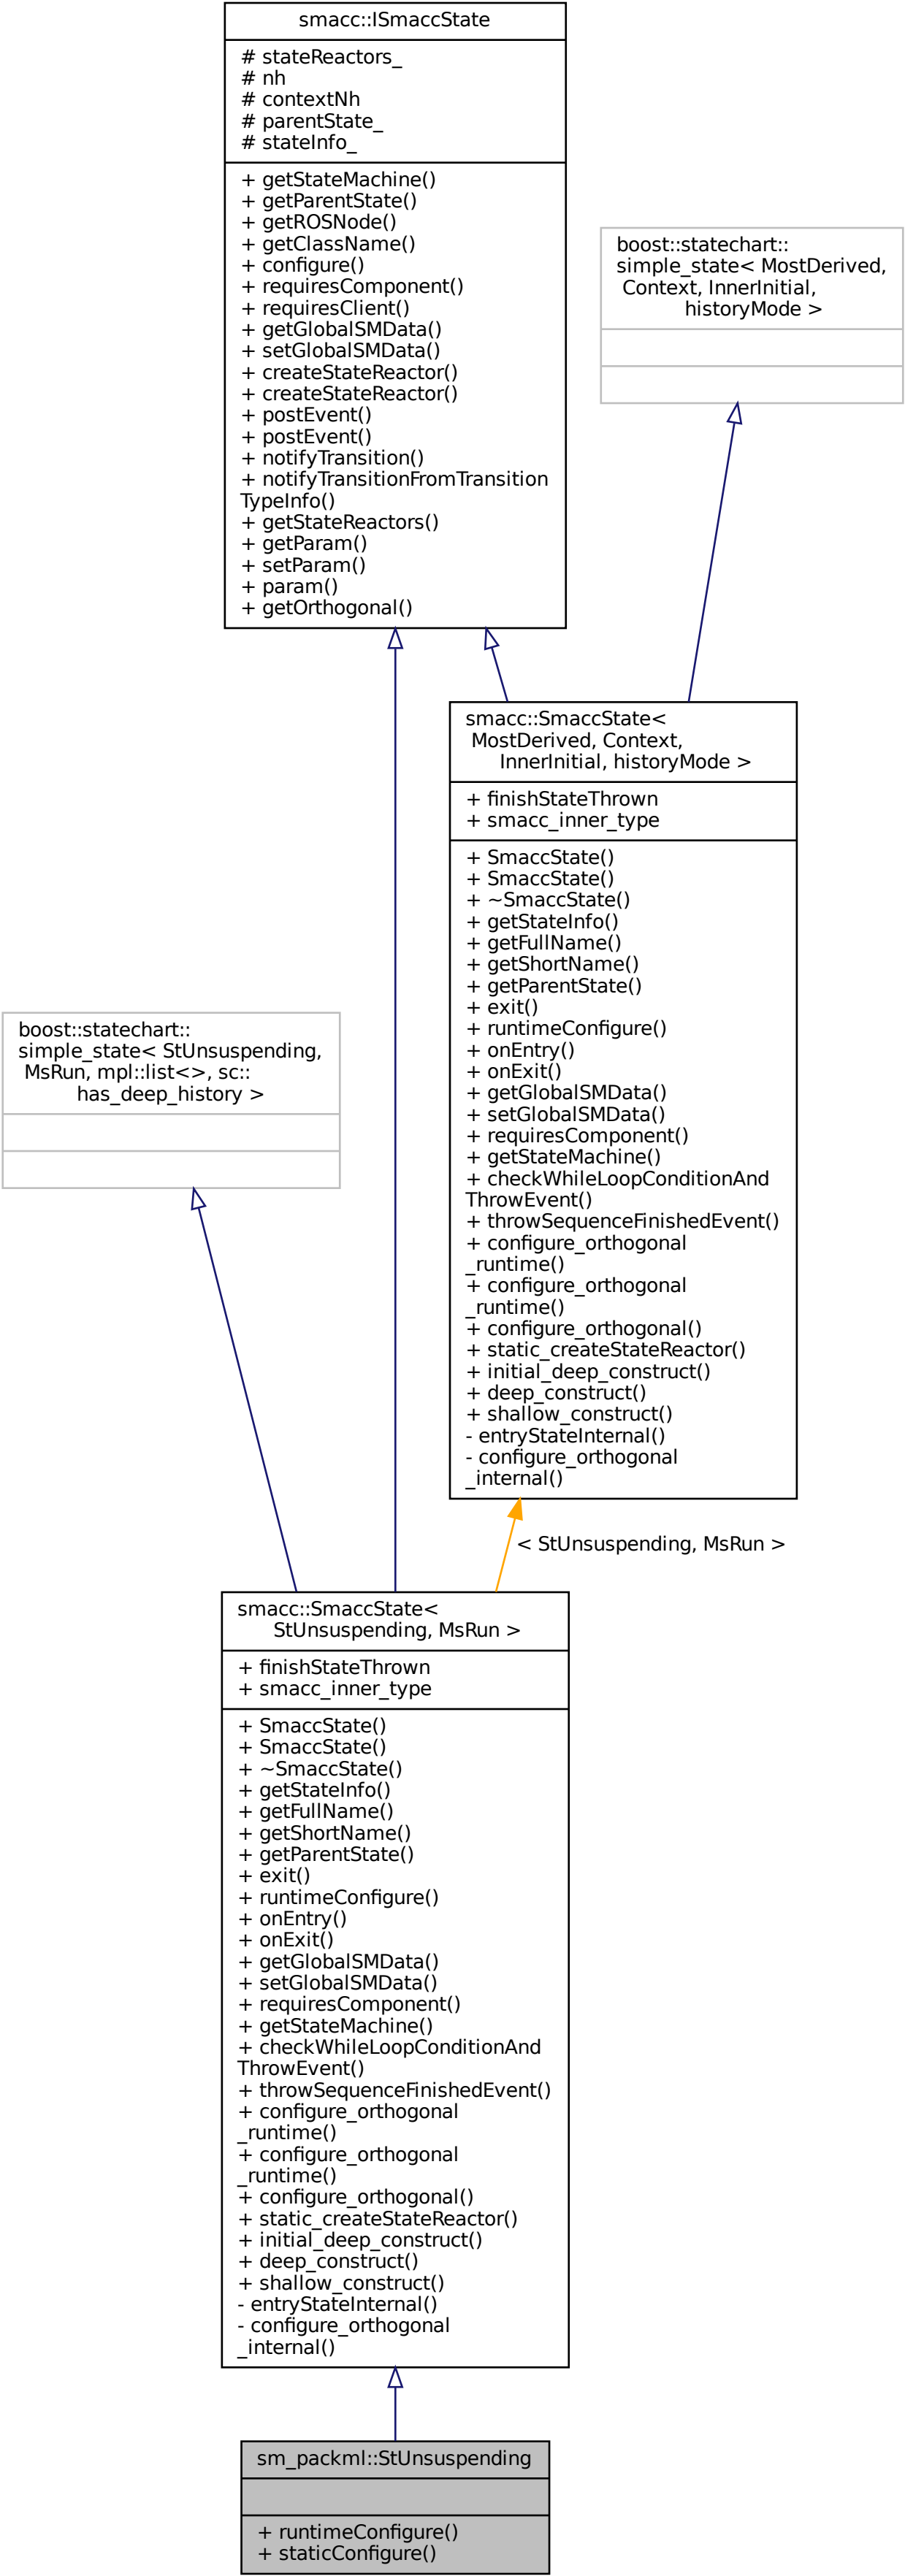 smacc::ISmaccState
# stateReactors_
# nh
# contextNh
# parentState_
# stateInfo_
+ getStateMachine()
+ getParentState()
+ getROSNode()
+ getClassName()
+ configure()
+ requiresComponent()
+ requiresClient()
+ getGlobalSMData()
+ setGlobalSMData()
+ createStateReactor()
+ createStateReactor()
+ postEvent()
+ postEvent()
+ notifyTransition()
+ notifyTransitionFromTransition
TypeInfo()
+ getStateReactors()
+ getParam()
+ setParam()
+ param()
+ getOrthogonal()
boost::statechart::
simple_state< MostDerived,
Context, InnerInitial,
historyMode >
smacc::SmaccState<
MostDerived, Context,
InnerInitial, historyMode >
+ finishStateThrown
+ smacc_inner_type
+ SmaccState()
+ SmaccState()
+ ~SmaccState()
+ getStateInfo()
+ getFullName()
+ getShortName()
+ getParentState()
+ exit()
+ runtimeConfigure()
+ onEntry()
+ onExit()
+ getGlobalSMData()
+ setGlobalSMData()
+ requiresComponent()
+ getStateMachine()
+ checkWhileLoopConditionAnd
ThrowEvent()
+ throwSequenceFinishedEvent()
+ configure_orthogonal
_runtime()
+ configure_orthogonal
_runtime()
+ configure_orthogonal()
+ static_createStateReactor()
+ initial_deep_construct()
+ deep_construct()
+ shallow_construct()
- entryStateInternal()
- configure_orthogonal
_internal()
boost::statechart::
simple_state< StUnsuspending,
MsRun, mpl::list<>, sc::
has_deep_history >
< StUnsuspending, MsRun >
smacc::SmaccState<
StUnsuspending, MsRun >
+ finishStateThrown
+ smacc_inner_type
+ SmaccState()
+ SmaccState()
+ ~SmaccState()
+ getStateInfo()
+ getFullName()
+ getShortName()
+ getParentState()
+ exit()
+ runtimeConfigure()
+ onEntry()
+ onExit()
+ getGlobalSMData()
+ setGlobalSMData()
+ requiresComponent()
+ getStateMachine()
+ checkWhileLoopConditionAnd
ThrowEvent()
+ throwSequenceFinishedEvent()
+ configure_orthogonal
_runtime()
+ configure_orthogonal
_runtime()
+ configure_orthogonal()
+ static_createStateReactor()
+ initial_deep_construct()
+ deep_construct()
+ shallow_construct()
- entryStateInternal()
- configure_orthogonal
_internal()
sm_packml::StUnsuspending
+ runtimeConfigure()
+ staticConfigure()